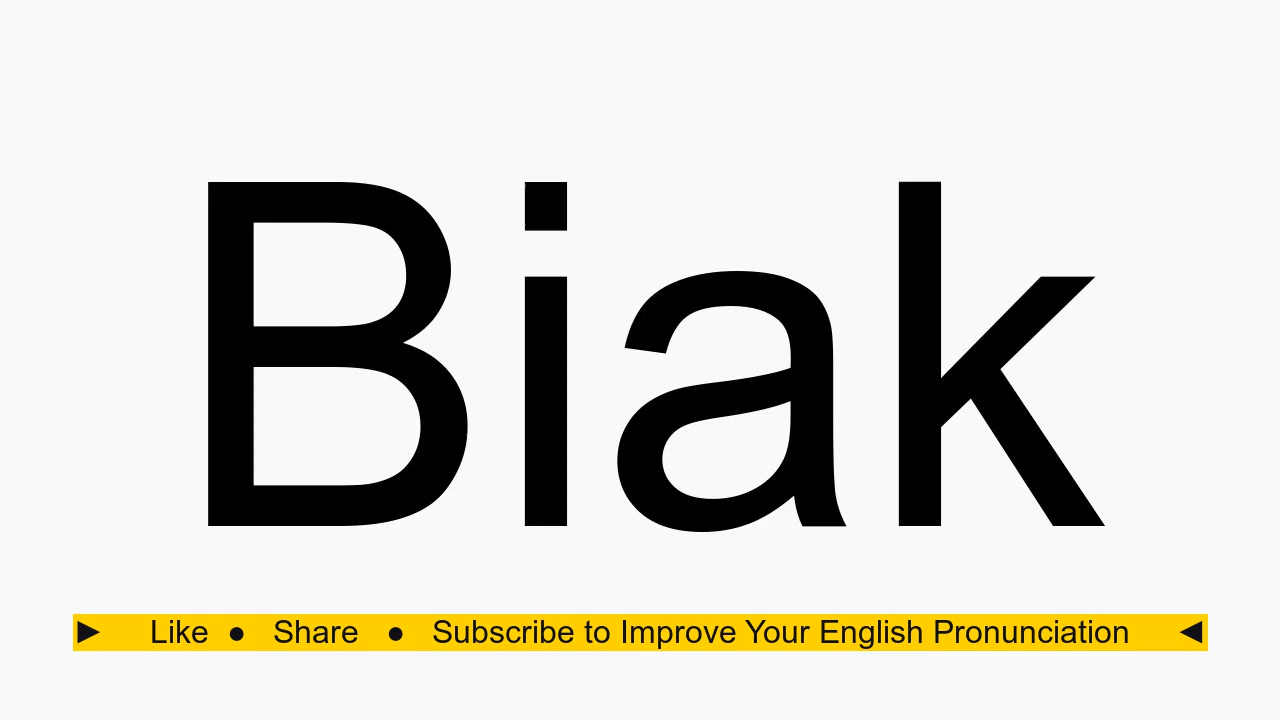 Biak
▶ Like ● Share ● Subscribe to Improve Your English Pronunciation ◀